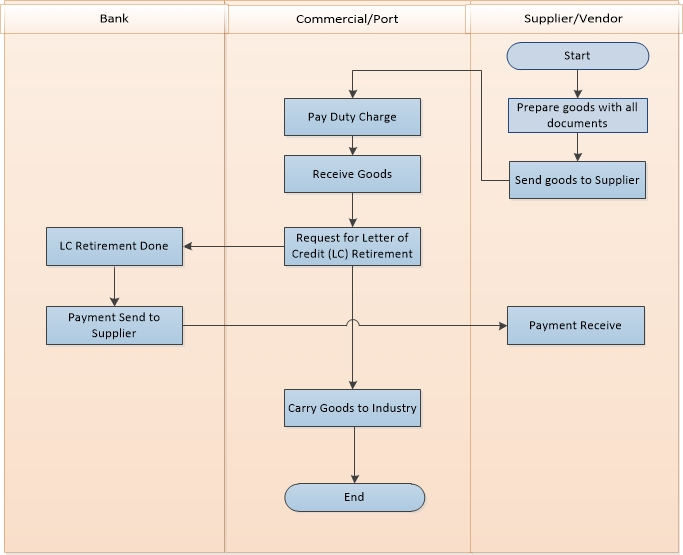 Bank
Commercial/Port
Supplier/Vendor
Start
Prepare goods with all
documents
Send goods to Supplier
Pay Duty Charge
Receive Goods
Request for Letter of
Credit (LC) Retirement
LC Retirement Done
Payment Send to
Supplier
Payment Receive
Carry Goods to Industry
End